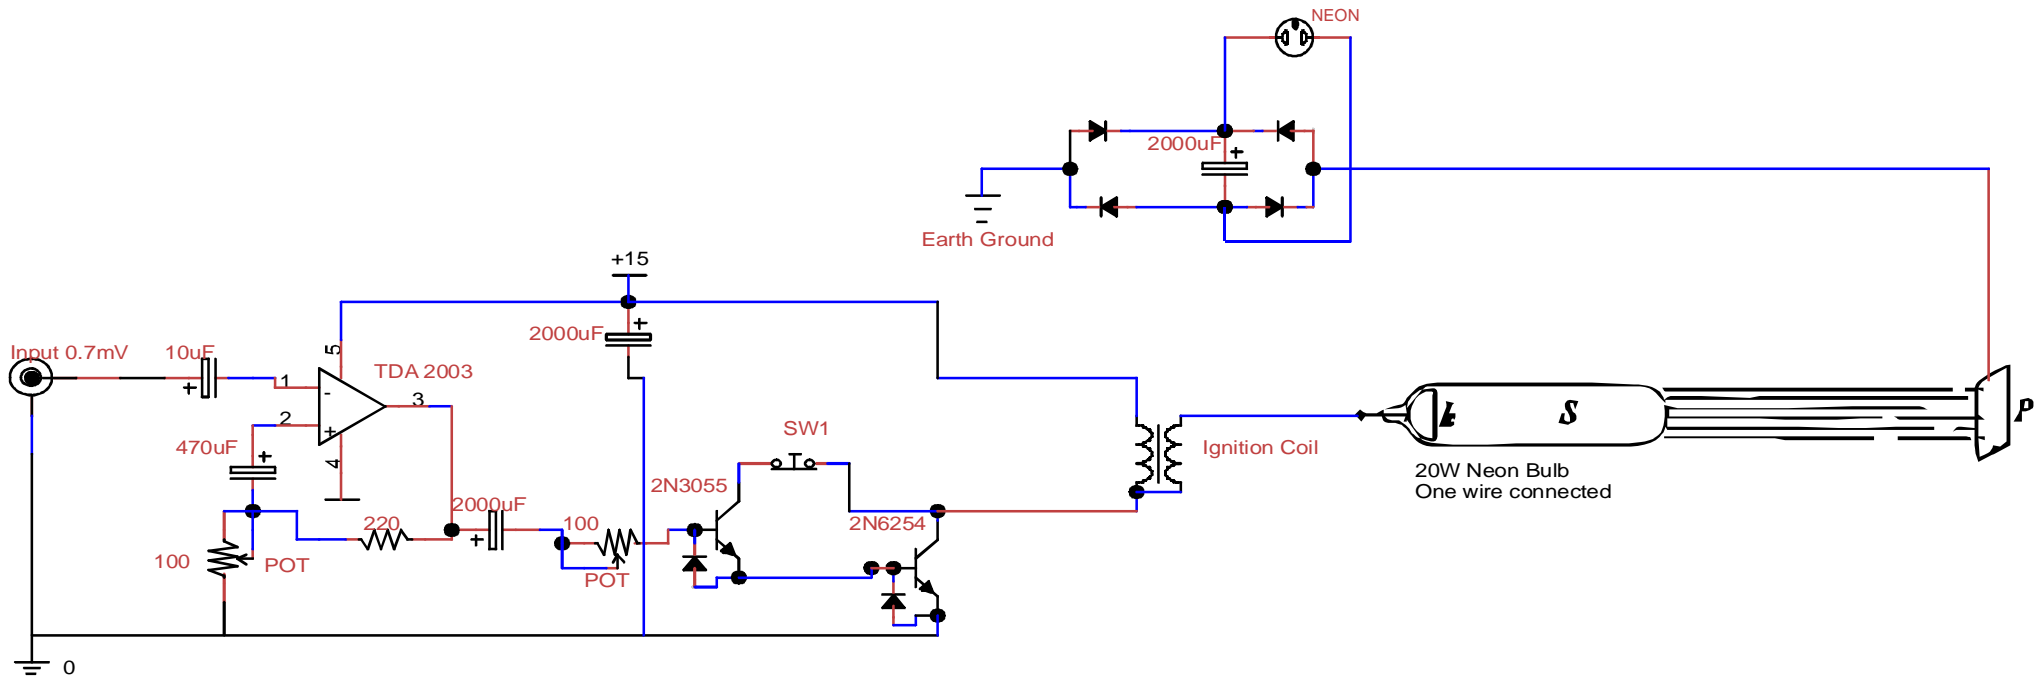 NEON
2000uF
+
Earth Ground
+15
2000uF
+
Input 0.7mV
10uF
+
5
TDA 2003
1
-
3
2
+
470uF
+
4
SW1
Ignition Coil
L
S
P
20W Neon Bulb
One wire connected
2N3055
2000uF
+
220
100
2N6254
100
POT
POT
0